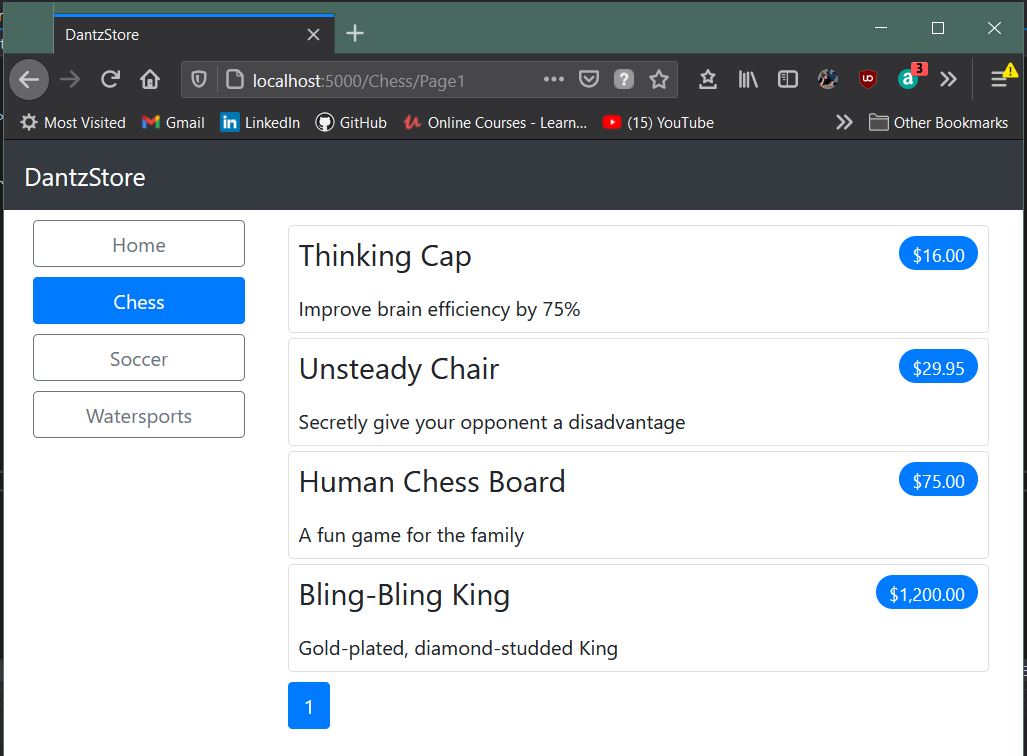 DantzStore
localhost:5000/Chess/Page1
3
Most Visited Gmail LinkedIn GitHub Online Courses - Learn... (15) YouTube Other Bookmarks
DantzStore
Home
Chess
Soccer
Watersports
Thinking Cap $16.00
Improve brain efficiency by 75%
Unsteady Chair $29.95
Secretly give your opponent a disadvantage
Human Chess Board $75.00
A fun game for the family
Bling-Bling King $1,200.00
Gold-plated, diamond-studded King
1